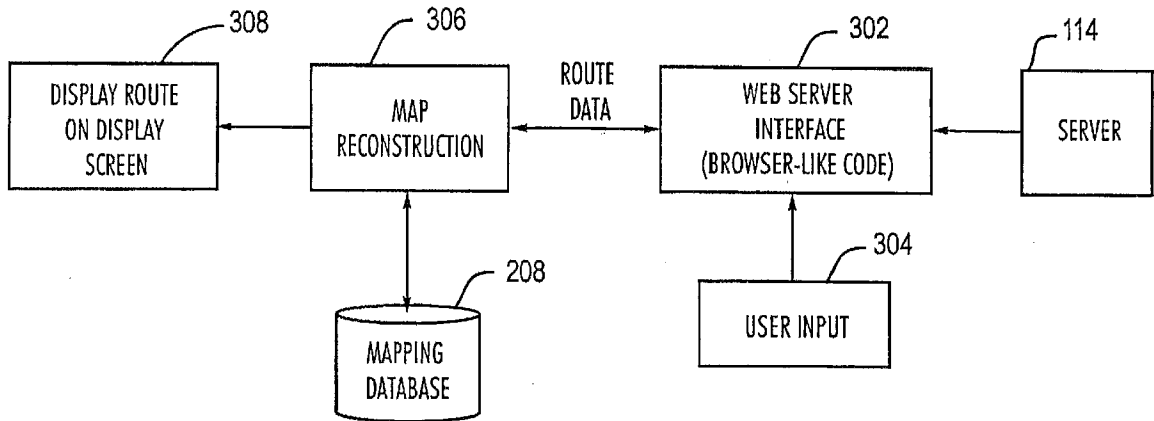 308
306
302
114
DISPLAY ROUTE
ON DISPLAY
SCREEN
MAP
RECONSTRUCTION
ROUTE
DATA
WEB SERVER
INTERFACE
(BROWSER-LIKE CODE)
SERVER
208
MAPPING
DATABASE
304
USER INPUT